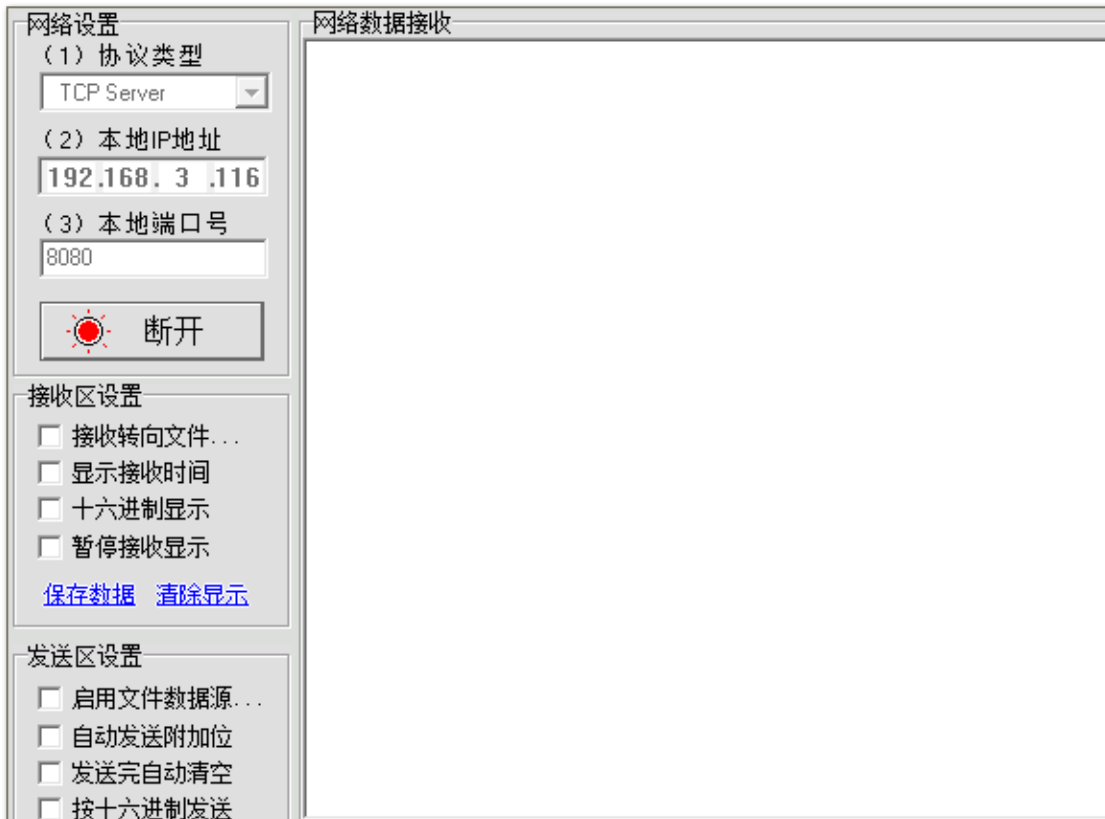 网络设置
(1) 协议类型
TCP Server
(2) 本地IP地址
192.168. 3 .116
(3) 本地端口号
8080
断开
接收区设置
接收转向文件...
显示接收时间
十六进制显示
暂停接收显示
保存数据 清除显示
发送区设置
启用文件数据源...
自动发送附加位
发送完自动清空
按十六进制发送
网络数据接收